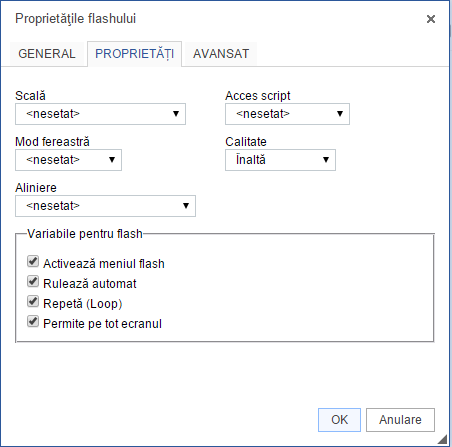 Proprietăţile flashului
GENERAL PROPRIETĂȚI AVANSAT
Scală Acces script
<nesetat> <nesetat>
Mod fereastră Calitate
<nesetat> Înaltă
Aliniere
<nesetat>
Variabile pentru flash
Activează meniul flash
Rulează automat
Repetă (Loop)
Permite pe tot ecranul
OK Anulare